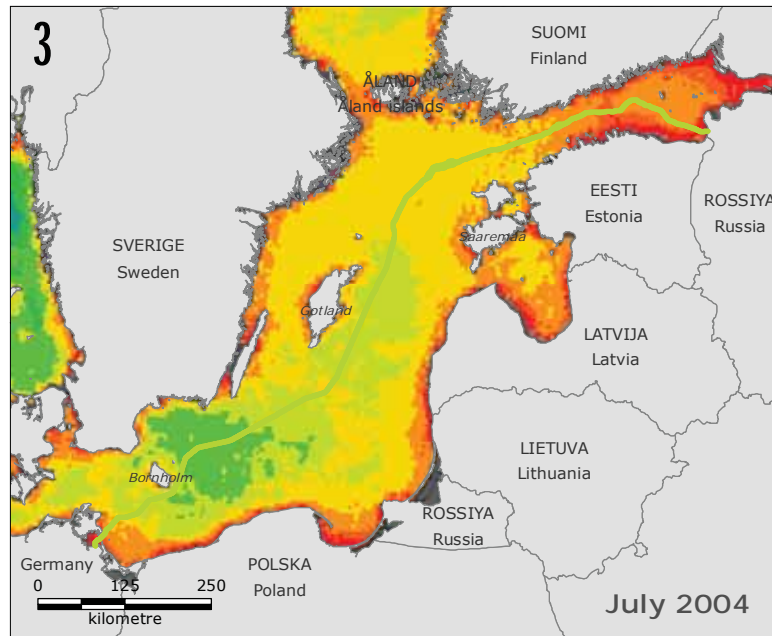 3
SUOMI
Finland
ÅLAND
Åland islands
EESTI
Estonia
ROSSIYA
Russia
SVERIGE
Sweden
Saaremaa
Gotland
LATVIJA
Latvia
LIETUVA
Lithuania
Bornholm
ROSSIYA
Russia
Germany
POLSKA
Poland
0 125 250
kilometre
July 2004